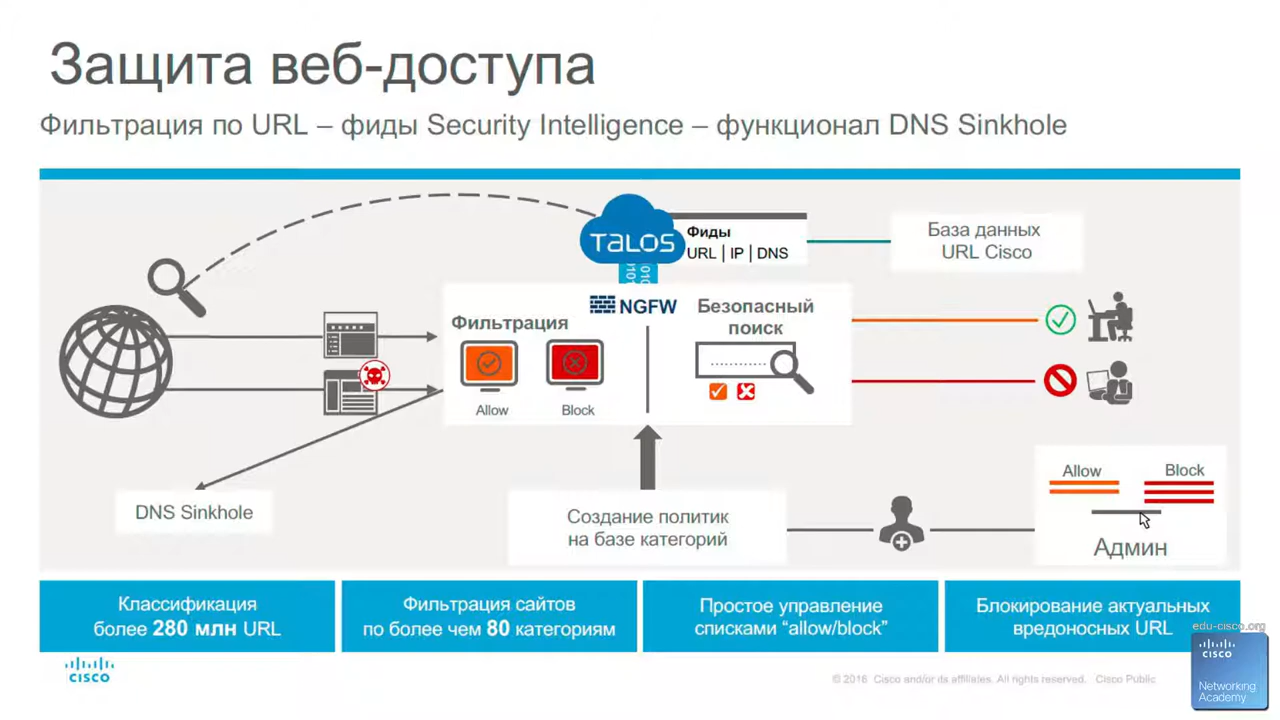 Защита веб-доступа
Фильтрация по URL – фиды Security Intelligence – функционал DNS Sinkhole
TALOS
Фиды
URL | IP | DNS
База данных
URL Cisco
NGFW
Фильтрация
Allow
Block
Безопасный
поиск
DNS Sinkhole
Создание политик
на базе категорий
Allow
Block
Админ
Классификация
более 280 млн URL
Фильтрация сайтов
по более чем 80 категориям
Простое управление
списками “allow/block”
Блокирование актуальных
вредоносных URL
edu-cisco.org
CISCO
Networking
Academy
CISCO
© 2016 Cisco and/or its affiliates. All rights reserved. Cisco Public